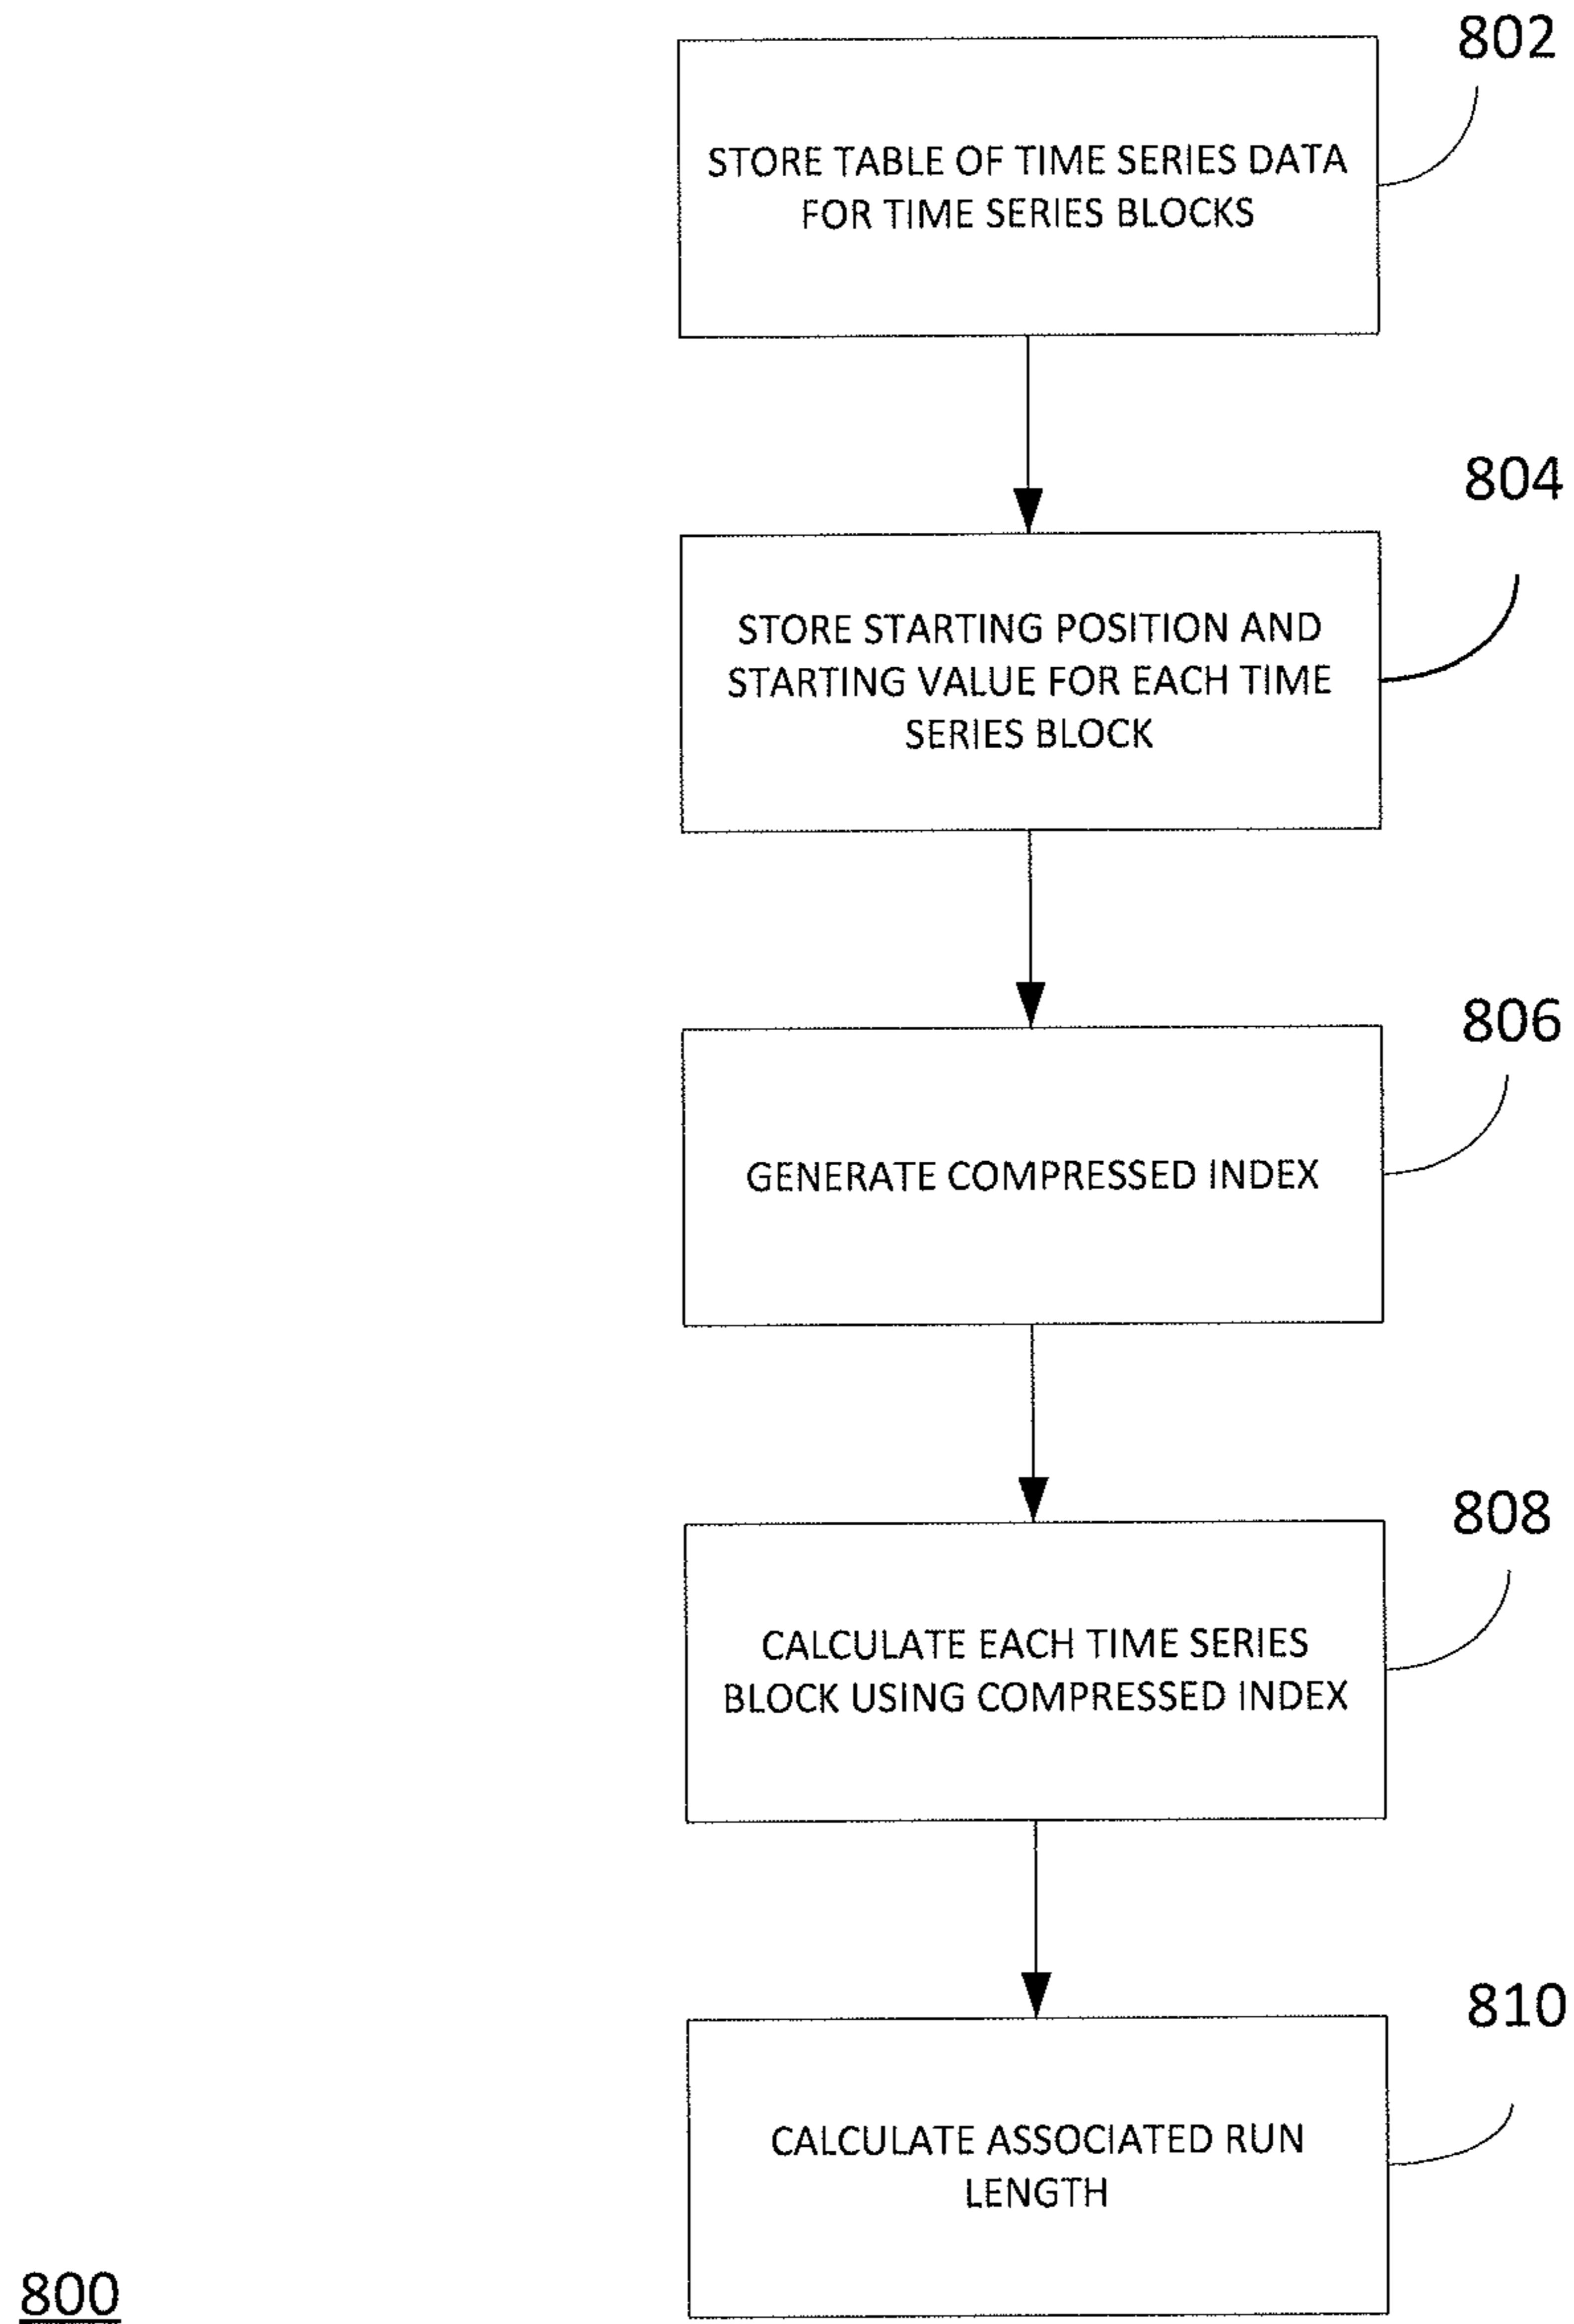 802
STORE TABLE OF TIME SERIES DATA
FOR TIME SERIES BLOCKS
804
STORE STARTING POSITION AND
STARTING VALUE FOR EACH TIME
SERIES BLOCK
806
GENERATE COMPRESSED INDEX
808
CALCULATE EACH TIME SERIES
BLOCK USING COMPRESSED INDEX
810
CALCULATE ASSOCIATED RUN
LENGTH
800